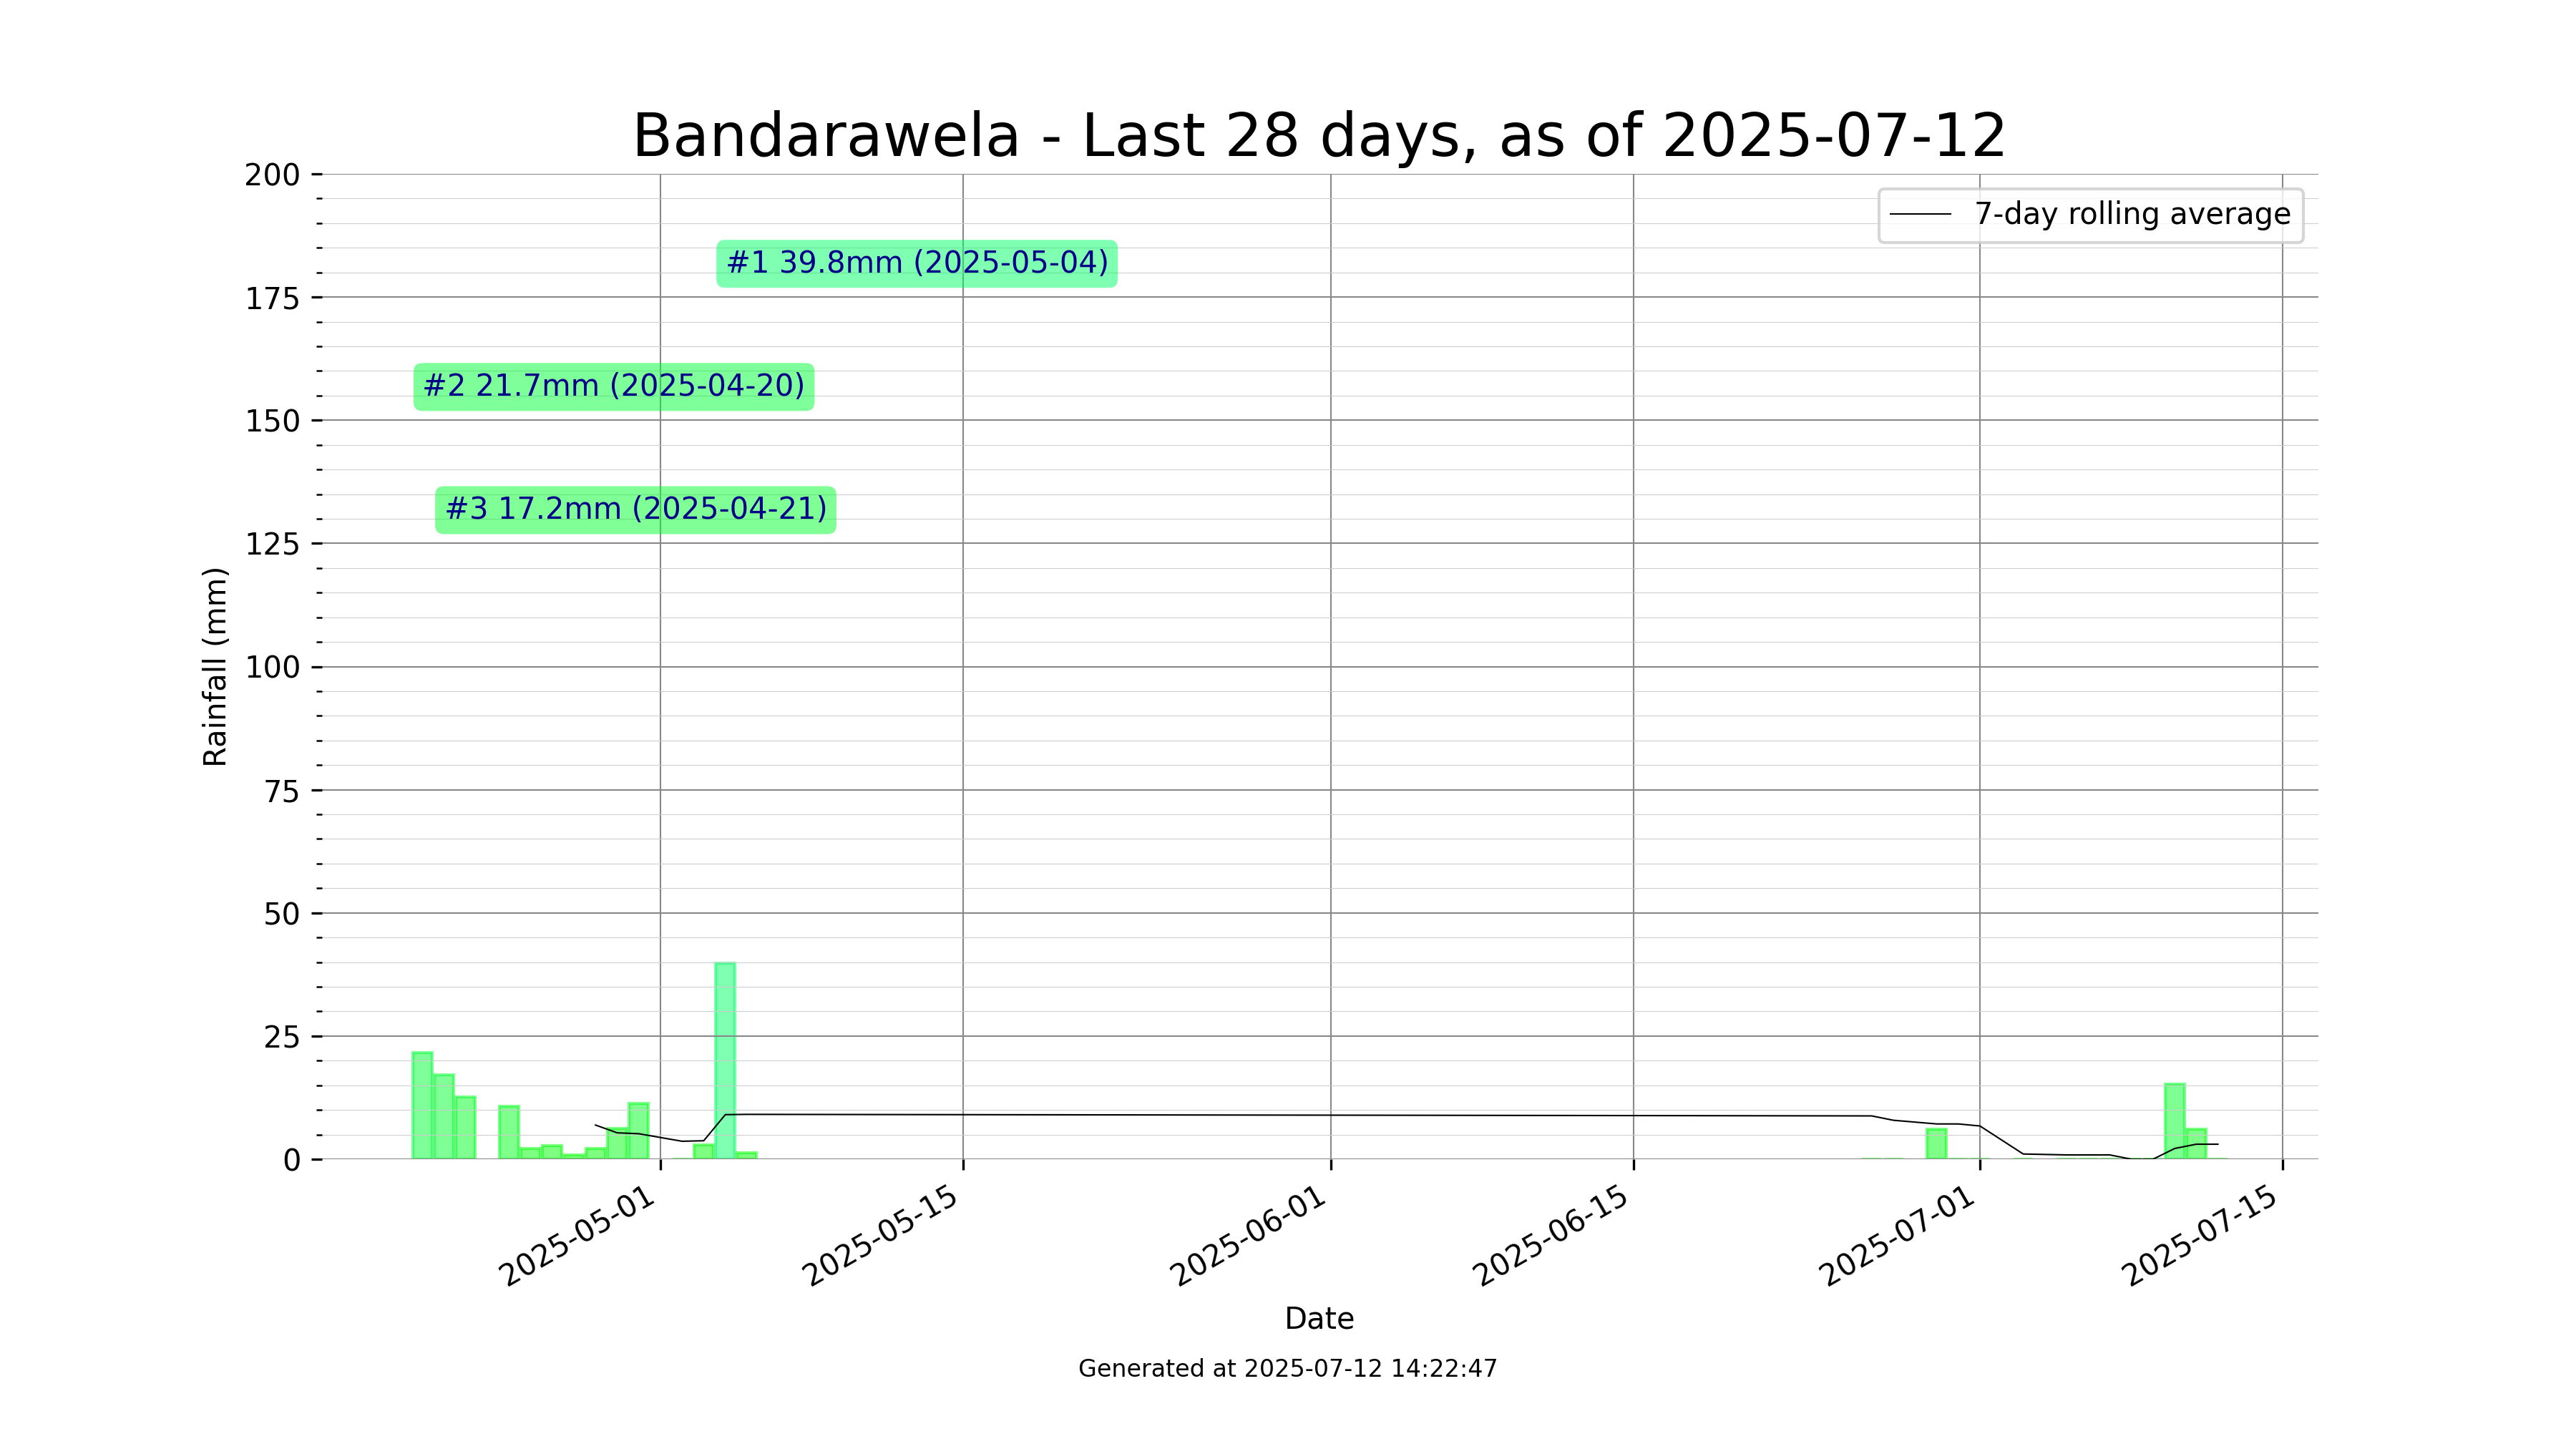 Bandarawela - Last 28 days, as of 2025-07-12
200
175
150
125
100
75
50
25
0
Rainfall (mm)
7-day rolling average
#1 39.8mm (2025-05-04)
#2 21.7mm (2025-04-20)
#3 17.2mm (2025-04-21)
2025-05-01
2025-05-15
2025-06-01
2025-06-15
2025-07-01
2025-07-15
Date
Generated at 2025-07-12 14:22:47